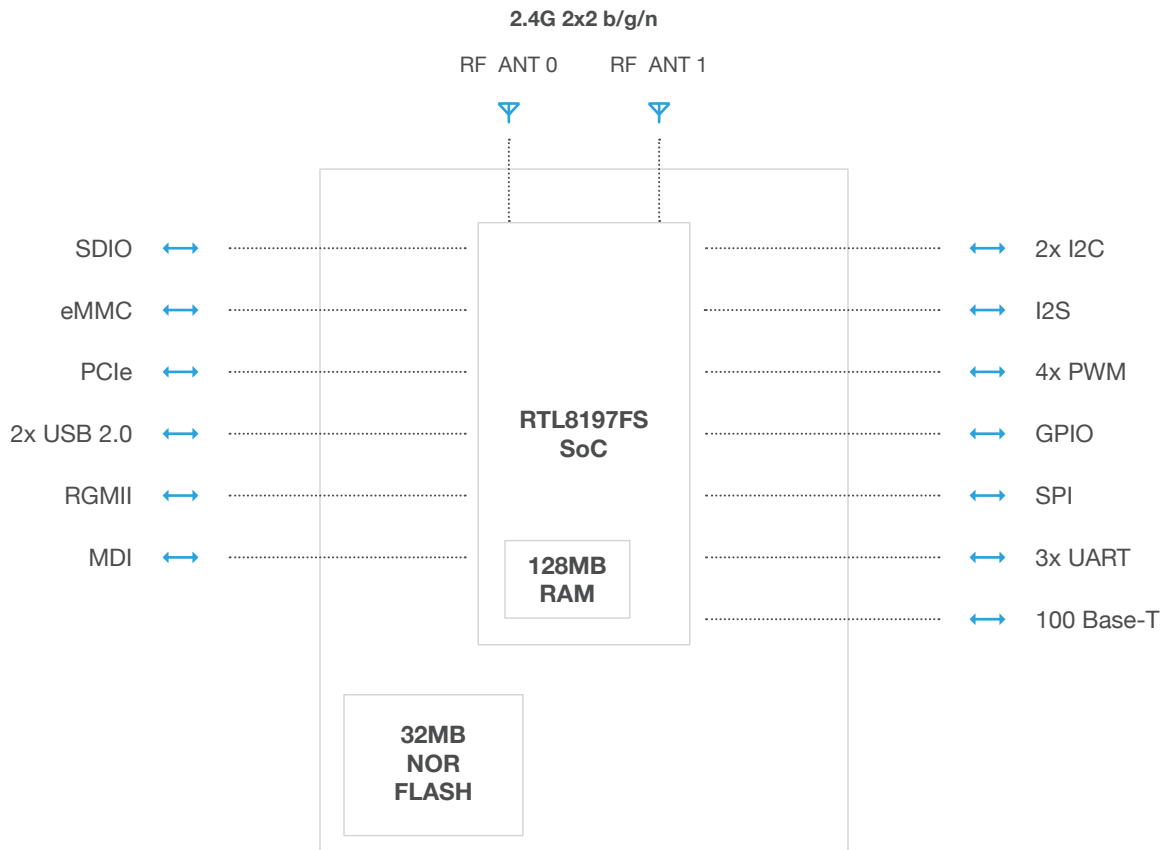 2.4G 2x2 b/g/n
RF ANT 0
RF ANT 1
SDIO
eMMC
PCIe
2x USB 2.0
RGMII
MDI
RTL8197FS
SoC
128MB
RAM
2x I2C
I2S
4x PWM
GPIO
SPI
3x UART
100 Base-T
32MB
NOR
FLASH